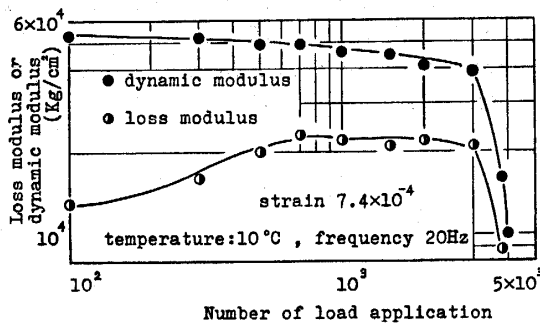 6×10⁴
Loss modulus or
dynamic modulus
(Kg/cm²)
● dynamic modulus
◑ loss modulus
strain 7.4×10⁻⁴
10⁴
temperature:10°C , frequency 20Hz
10²
10³
5×10³
Number of load application